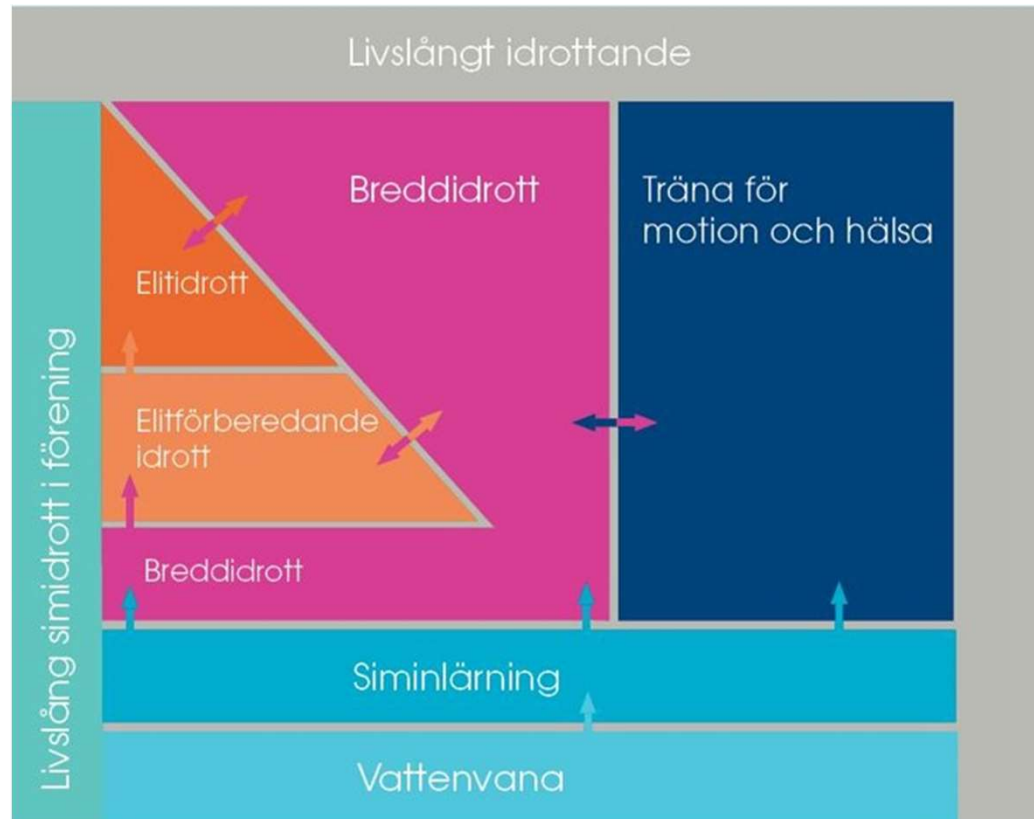 Livslångt idrottande
Livslång simidrott i förening
Breddidrott
Träna för
motion och hälsa
Elitidrott
Elitförberedande
idrott
Breddidrott
Siminlärning
Vattenvana